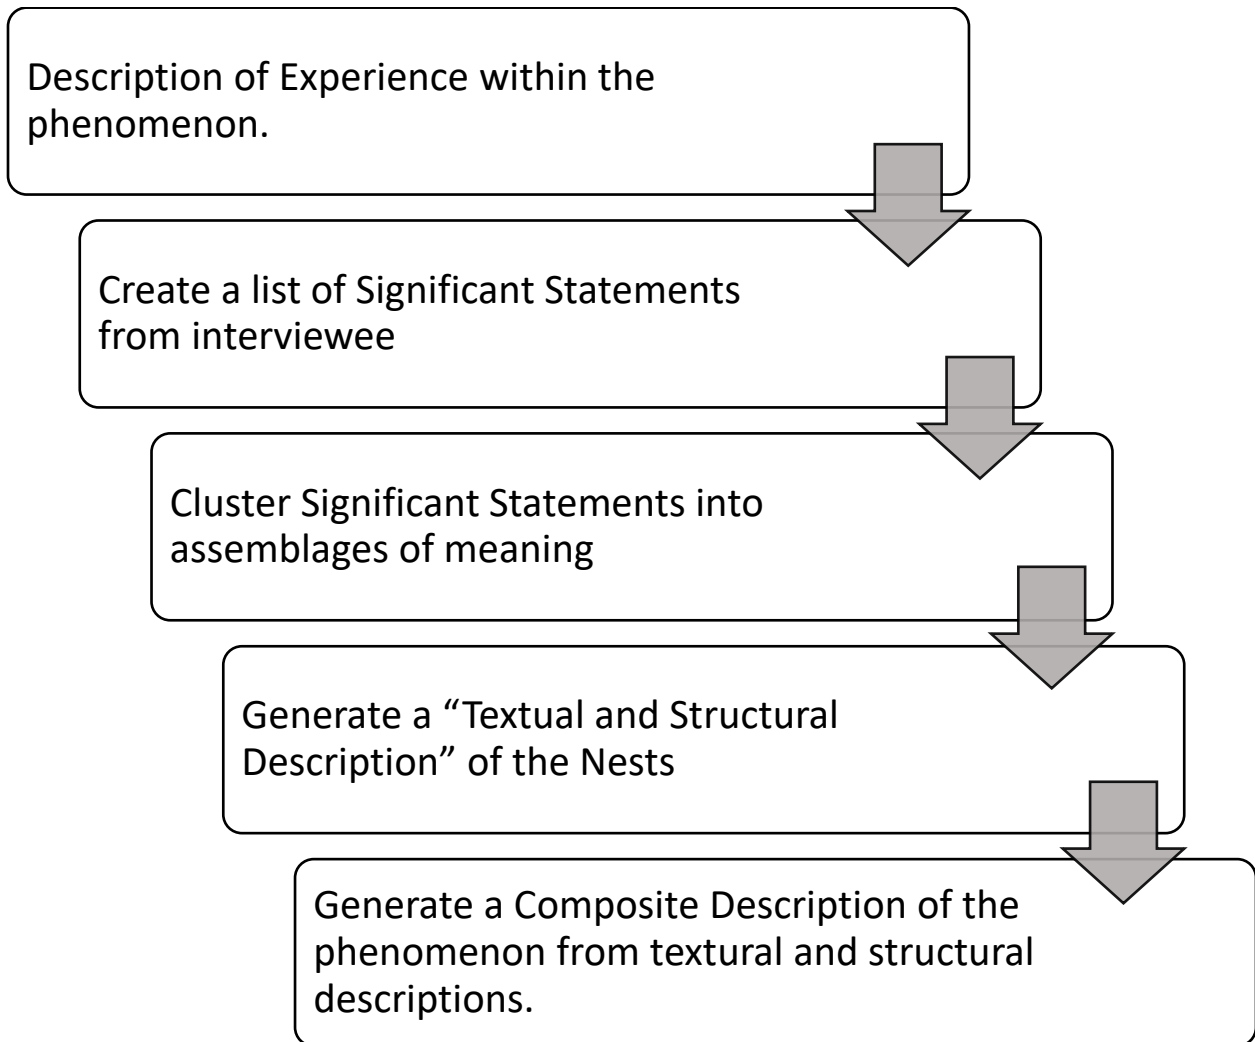 Description of Experience within the
phenomenon.
Create a list of Significant Statements
from interviewee
Cluster Significant Statements into
assemblages of meaning
Generate a “Textual and Structural
Description” of the Nests
Generate a Composite Description of the
phenomenon from textural and structural
descriptions.